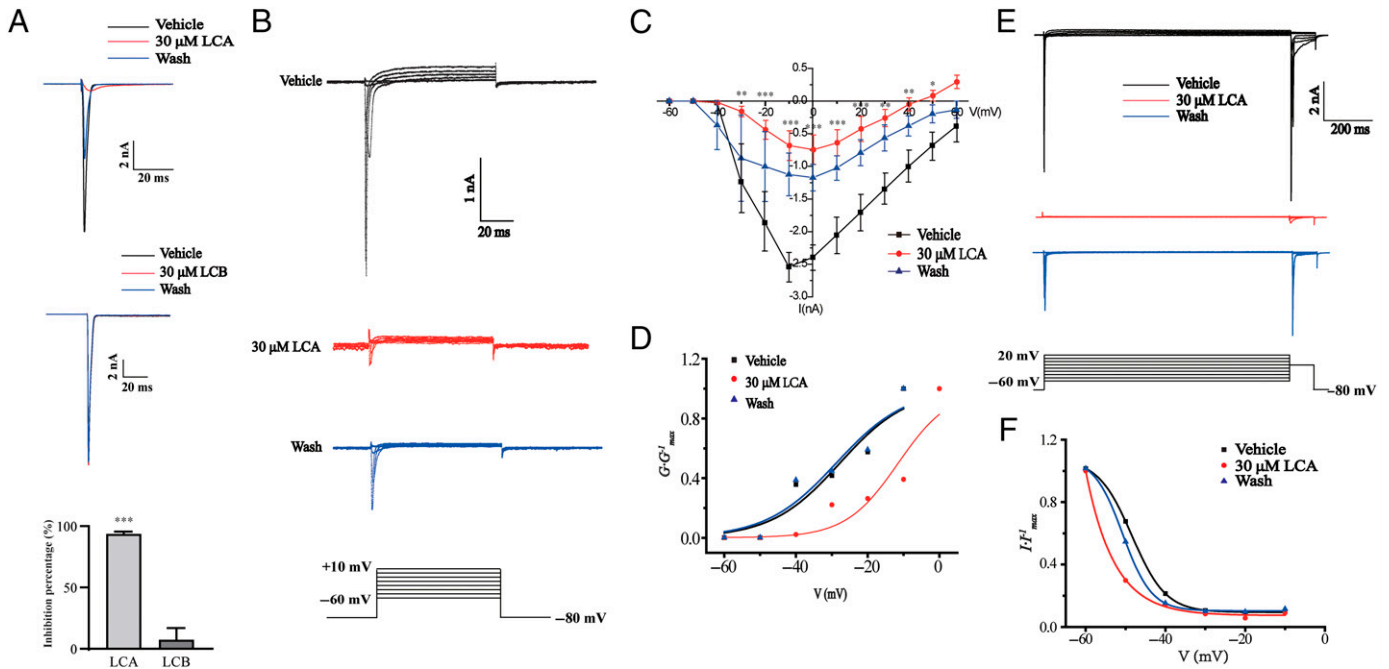 A
Vehicle
30 μM LCA
Wash
2 nA
20 ms
Vehicle
30 μM LCB
Wash
2 nA
20 ms
Inhibition percentage (%)
100
50
0
***
LCA
LCB
B
Vehicle
1 nA
20 ms
30 μM LCA
Wash
+10 mV
−60 mV
−80 mV
C
0.5
0.0
-0.5
-1.0
-1.5
-2.0
-2.5
-3.0
I(nA)
-60
-40
-20
0
20
40
60
V(mV)
**
***
***
***
***
***
**
**
*
*
*
Vehicle
30 μM LCA
Wash
D
G·G⁻¹max
1.2
0.8
0.4
0.0
Vehicle
30 μM LCA
Wash
−60
−40
−20
0
V (mV)
E
Vehicle
30 μM LCA
Wash
2 nA
200 ms
20 mV
−60 mV
−80 mV
F
I·I⁻¹max
1.2
0.8
0.4
0.0
Vehicle
30 μM LCA
Wash
−60
−40
−20
0
V (mV)